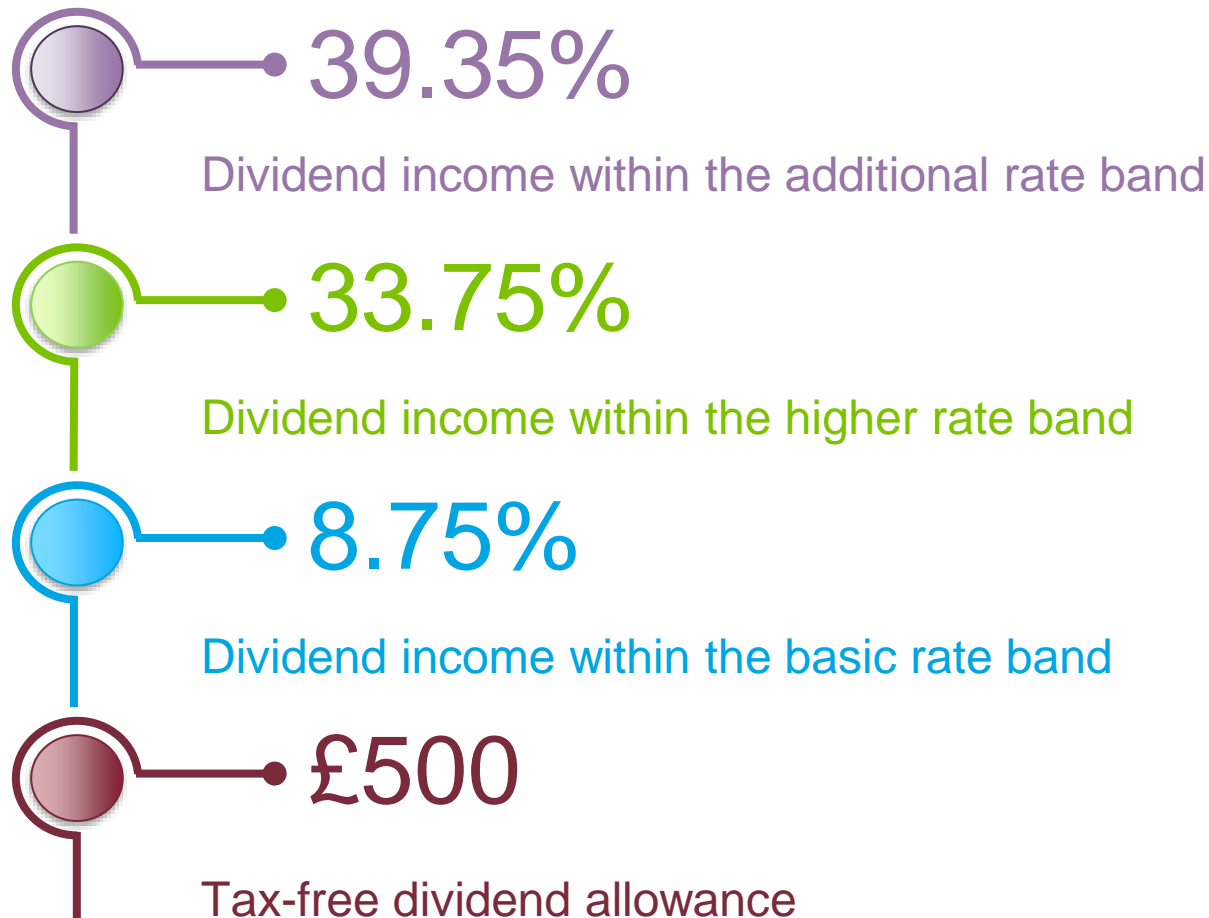 39.35%
Dividend income within the additional rate band
33.75%
Dividend income within the higher rate band
8.75%
Dividend income within the basic rate band
£500
Tax-free dividend allowance